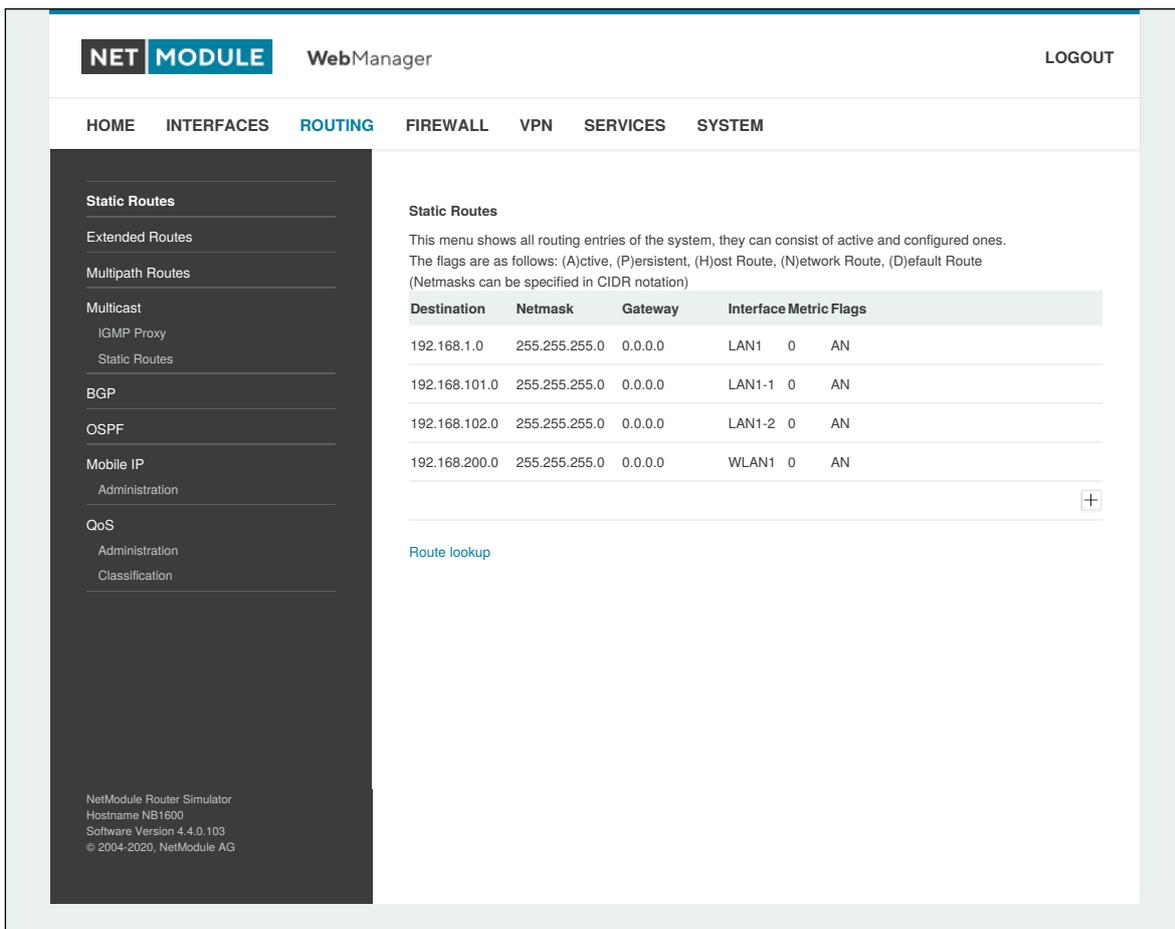 NET MODULE WebManager LOGOUT
HOME INTERFACES ROUTING FIREWALL VPN SERVICES SYSTEM
Static Routes
Extended Routes
Multipath Routes
Multicast
IGMP Proxy
Static Routes
BGP
OSPF
Mobile IP
Administration
QoS
Administration
Classification
NetModule Router Simulator
Hostname NB1600
Software Version 4.4.0.103
© 2004-2020, NetModule AG
Static Routes
This menu shows all routing entries of the system, they can consist of active and configured ones.
The flags are as follows: (A)ctive, (P)ersistent, (H)ost Route, (N)etwork Route, (D)efault Route
(Netmasks can be specified in CIDR notation)
Destination Netmask Gateway Interface Metric Flags
192.168.1.0 255.255.255.0 0.0.0.0 LAN1 0 AN
192.168.101.0 255.255.255.0 0.0.0.0 LAN1-1 0 AN
192.168.102.0 255.255.255.0 0.0.0.0 LAN1-2 0 AN
192.168.200.0 255.255.255.0 0.0.0.0 WLAN1 0 AN
Route lookup